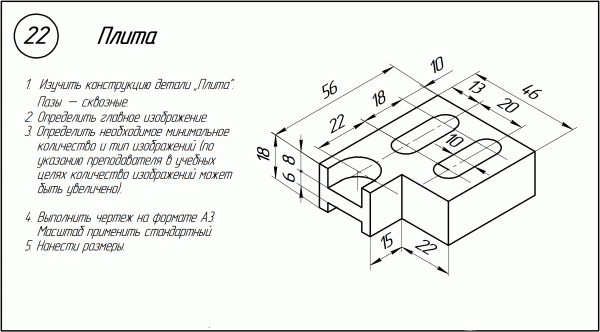 22
Плита
1. Изучить конструкцию детали „Плита".
Пазы — сквозные.
2. Определить главное изображение.
3. Определить необходимое минимальное
количество и тип изображений (по
указанию преподавателя в учебных
целях количество изображений может
быть увеличено).
4. Выполнить чертеж на формате А3.
Масштаб применить стандартный.
5. Нанести размеры.
10
56
13
46
18
20
22
10
18
8
6
15
22